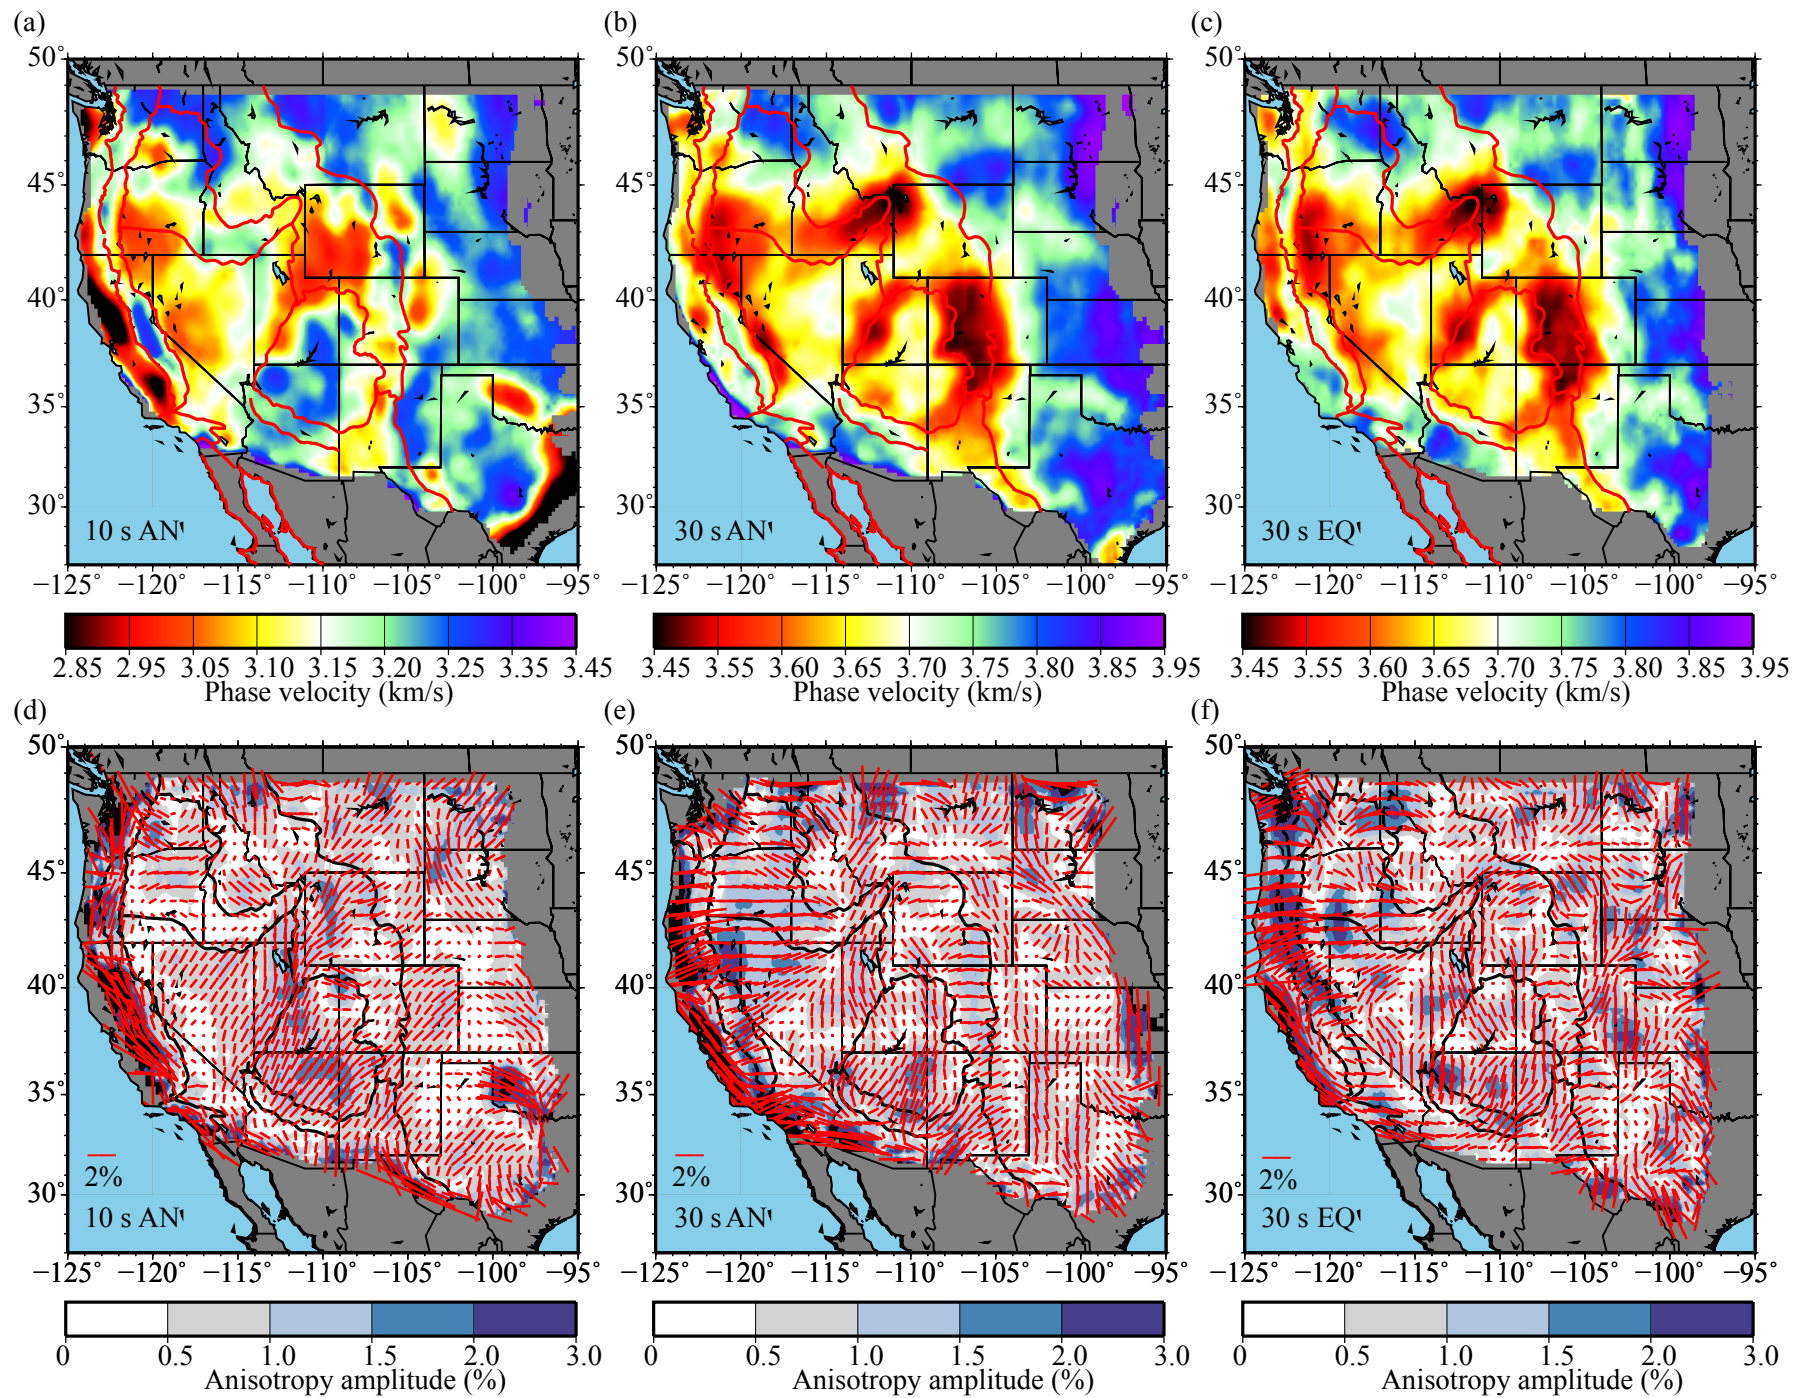 (a) (b) (c)
50° 50° 50°
45° 45° 45°
40° 40° 40°
35° 35° 35°
30° 30° 30°
10 s AN' 30 s AN' 30 s EQ'
−125 −120 −115 −110 −105 −100 −95° −125 −120 −115 −110 −105 −100 −95° −125 −120 −115 −110 −105 −100 −95°
2.85 2.95 3.05 3.10 3.15 3.20 3.25 3.35 3.45 3.45 3.55 3.60 3.65 3.70 3.75 3.80 3.85 3.95 3.45 3.55 3.60 3.65 3.70 3.75 3.80 3.85 3.95
Phase velocity (km/s) Phase velocity (km/s) Phase velocity (km/s)
(d) (e) (f)
50° 50° 50°
45° 45° 45°
40° 40° 40°
35° 35° 35°
2% 2% 2%
30° 30° 30°
10 s AN' 30 s AN' 30 s EQ'
−125 −120 −115 −110 −105 −100 −95° −125 −120 −115 −110 −105 −100 −95° −125 −120 −115 −110 −105 −100 −95°
0 0.5 1.0 1.5 2.0 3.0 0 0.5 1.0 1.5 2.0 3.0 0 0.5 1.0 1.5 2.0 3.0
Anisotropy amplitude (%) Anisotropy amplitude (%) Anisotropy amplitude (%)